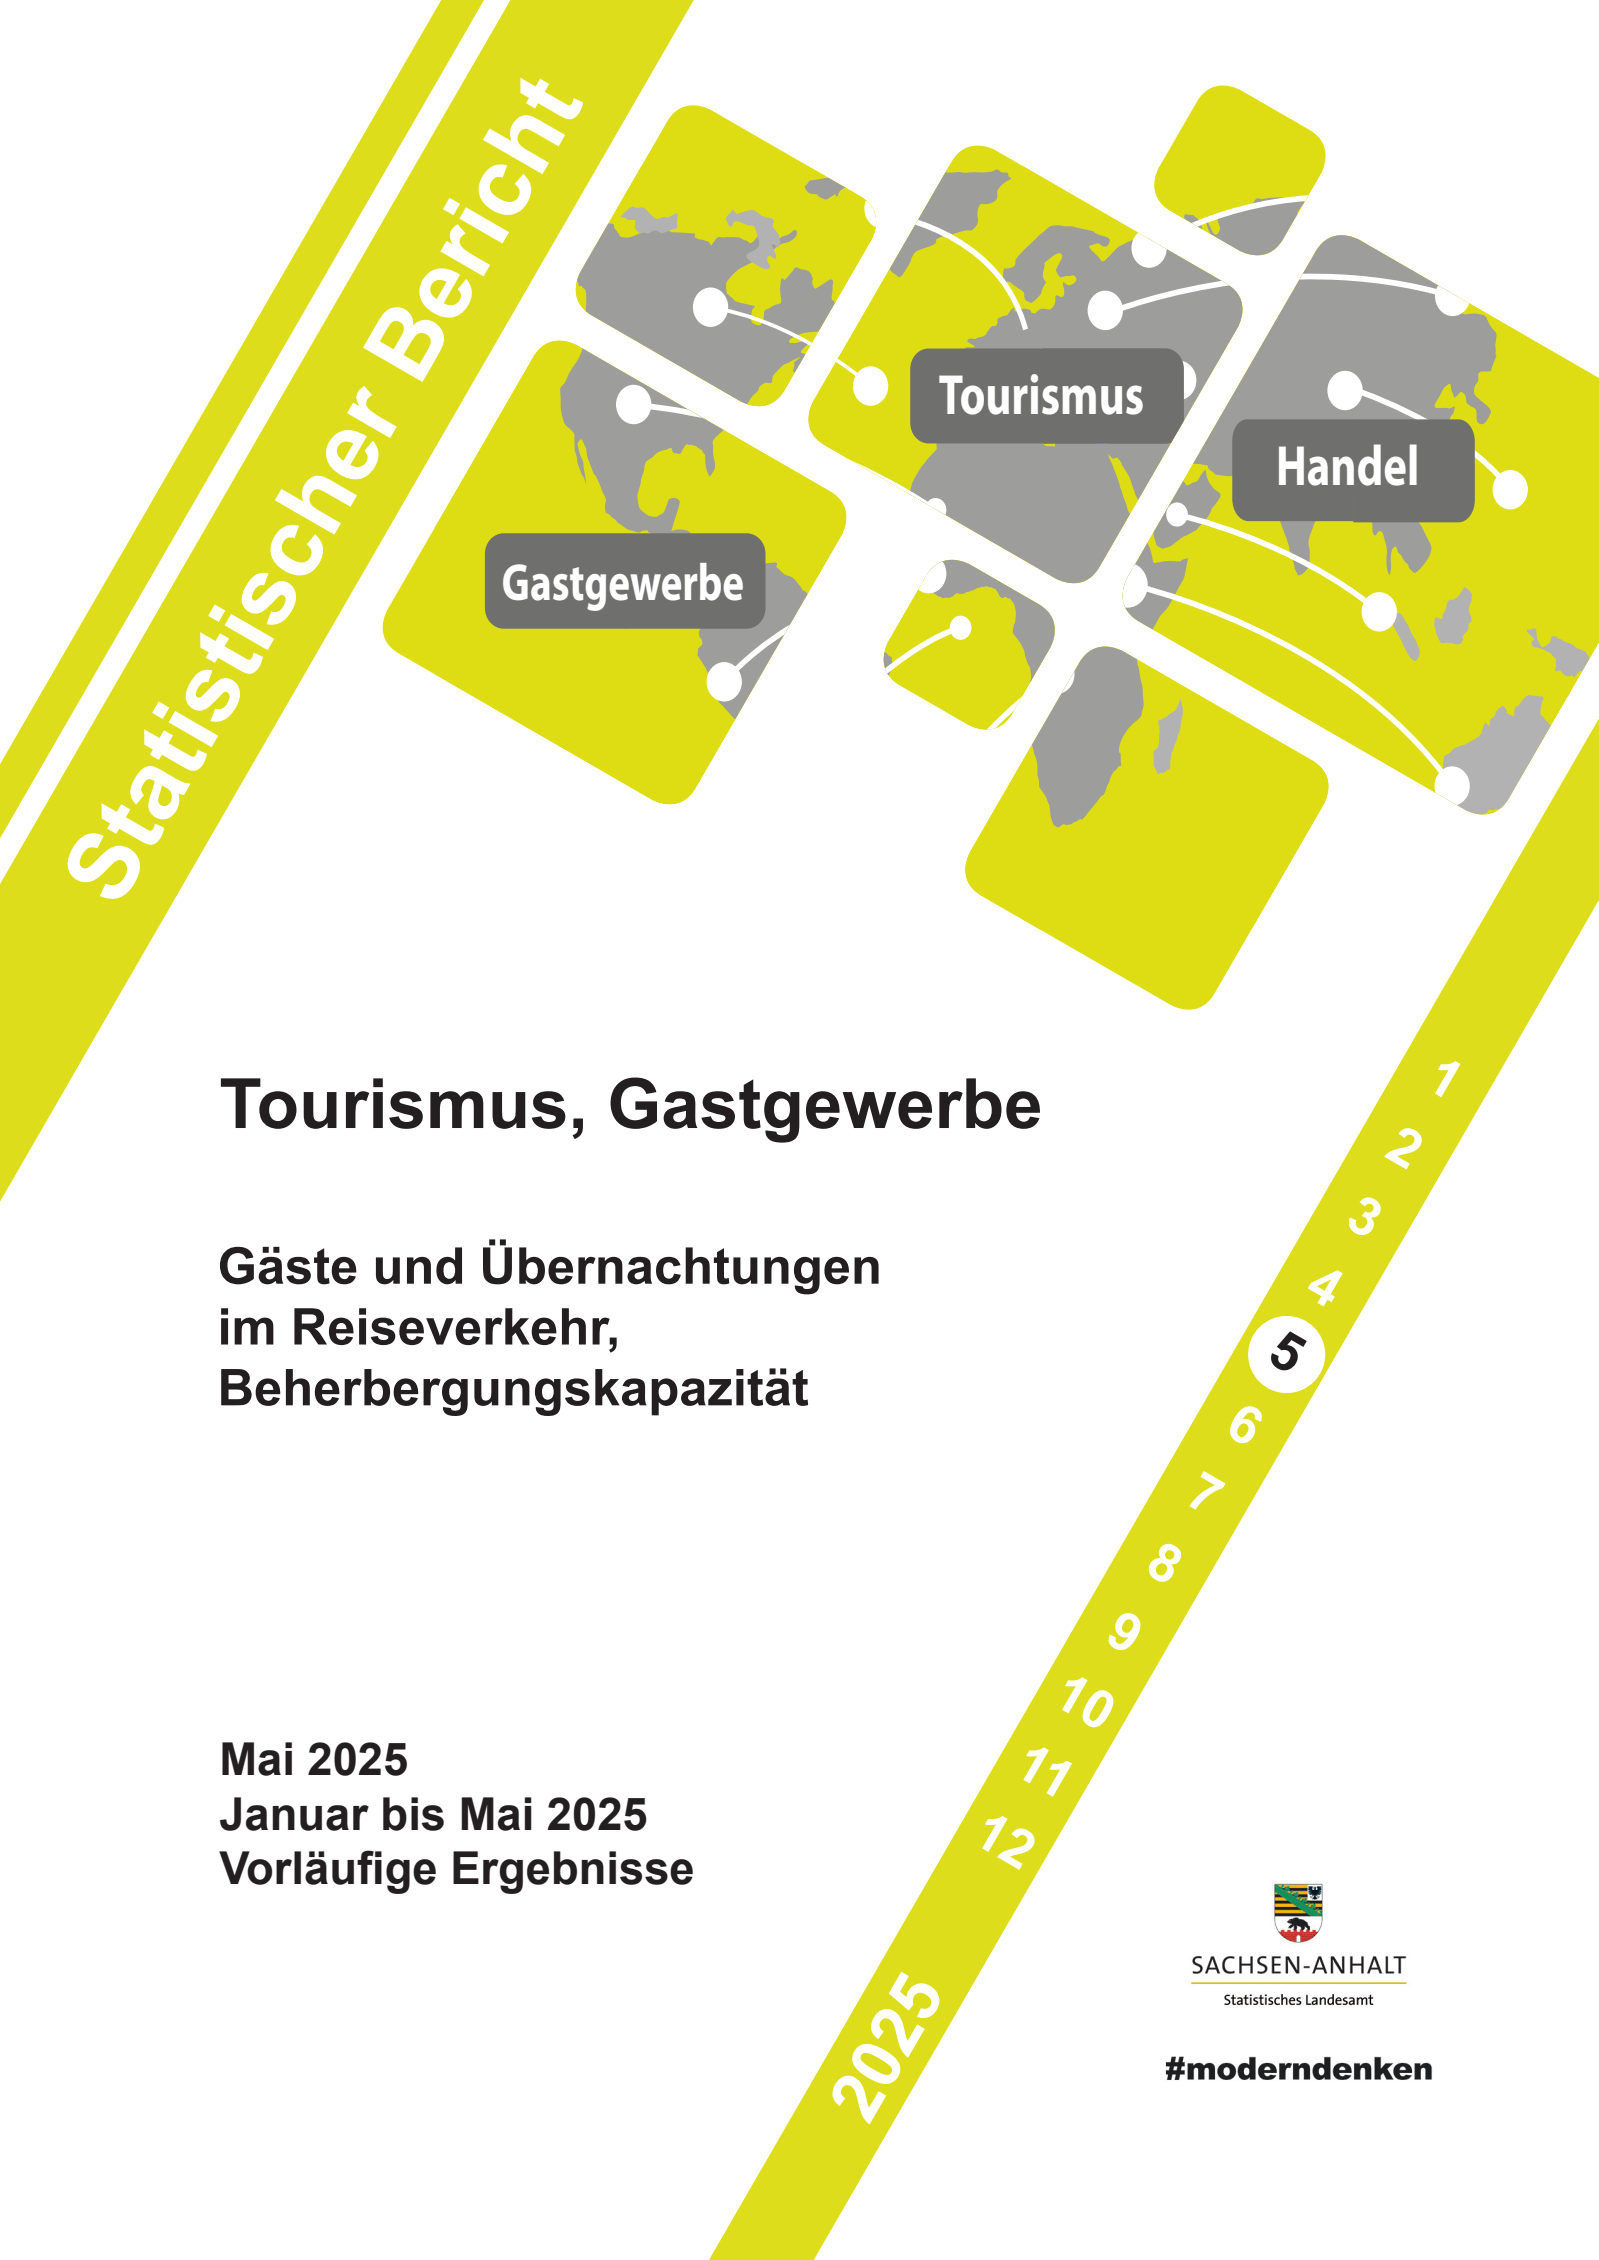 Statistischer Bericht
Tourismus
Handel
Gastgewerbe
Tourismus, Gastgewerbe
Gäste und Übernachtungen
im Reiseverkehr,
Beherbergungskapazität
1
2
3
4
5
6
7
8
9
10
11
12
2025
Mai 2025
Januar bis Mai 2025
Vorläufige Ergebnisse
SACHSEN-ANHALT
Statistisches Landesamt
#moderndenken